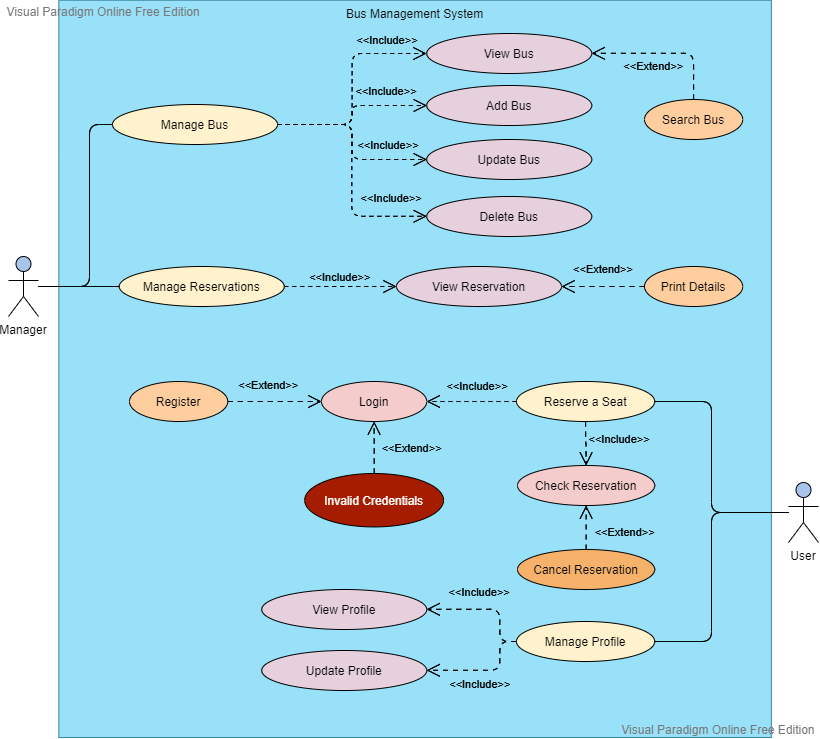 Visual Paradigm Online Free Edition
Bus Management System
<<Include>>
View Bus
<<Extend>>
<<Include>>
Add Bus
Search Bus
Manage Bus
<<Include>>
Update Bus
<<Include>>
Delete Bus
Manager
Manage Reservations
<<Include>>
View Reservation
<<Extend>>
Print Details
Register
<<Extend>>
Login
<<Include>>
Reserve a Seat
<<Extend>>
<<Include>>
Invalid Credentials
Check Reservation
<<Extend>>
User
Cancel Reservation
<<Include>>
View Profile
Manage Profile
Update Profile
<<Include>>
Visual Paradigm Online Free Edition